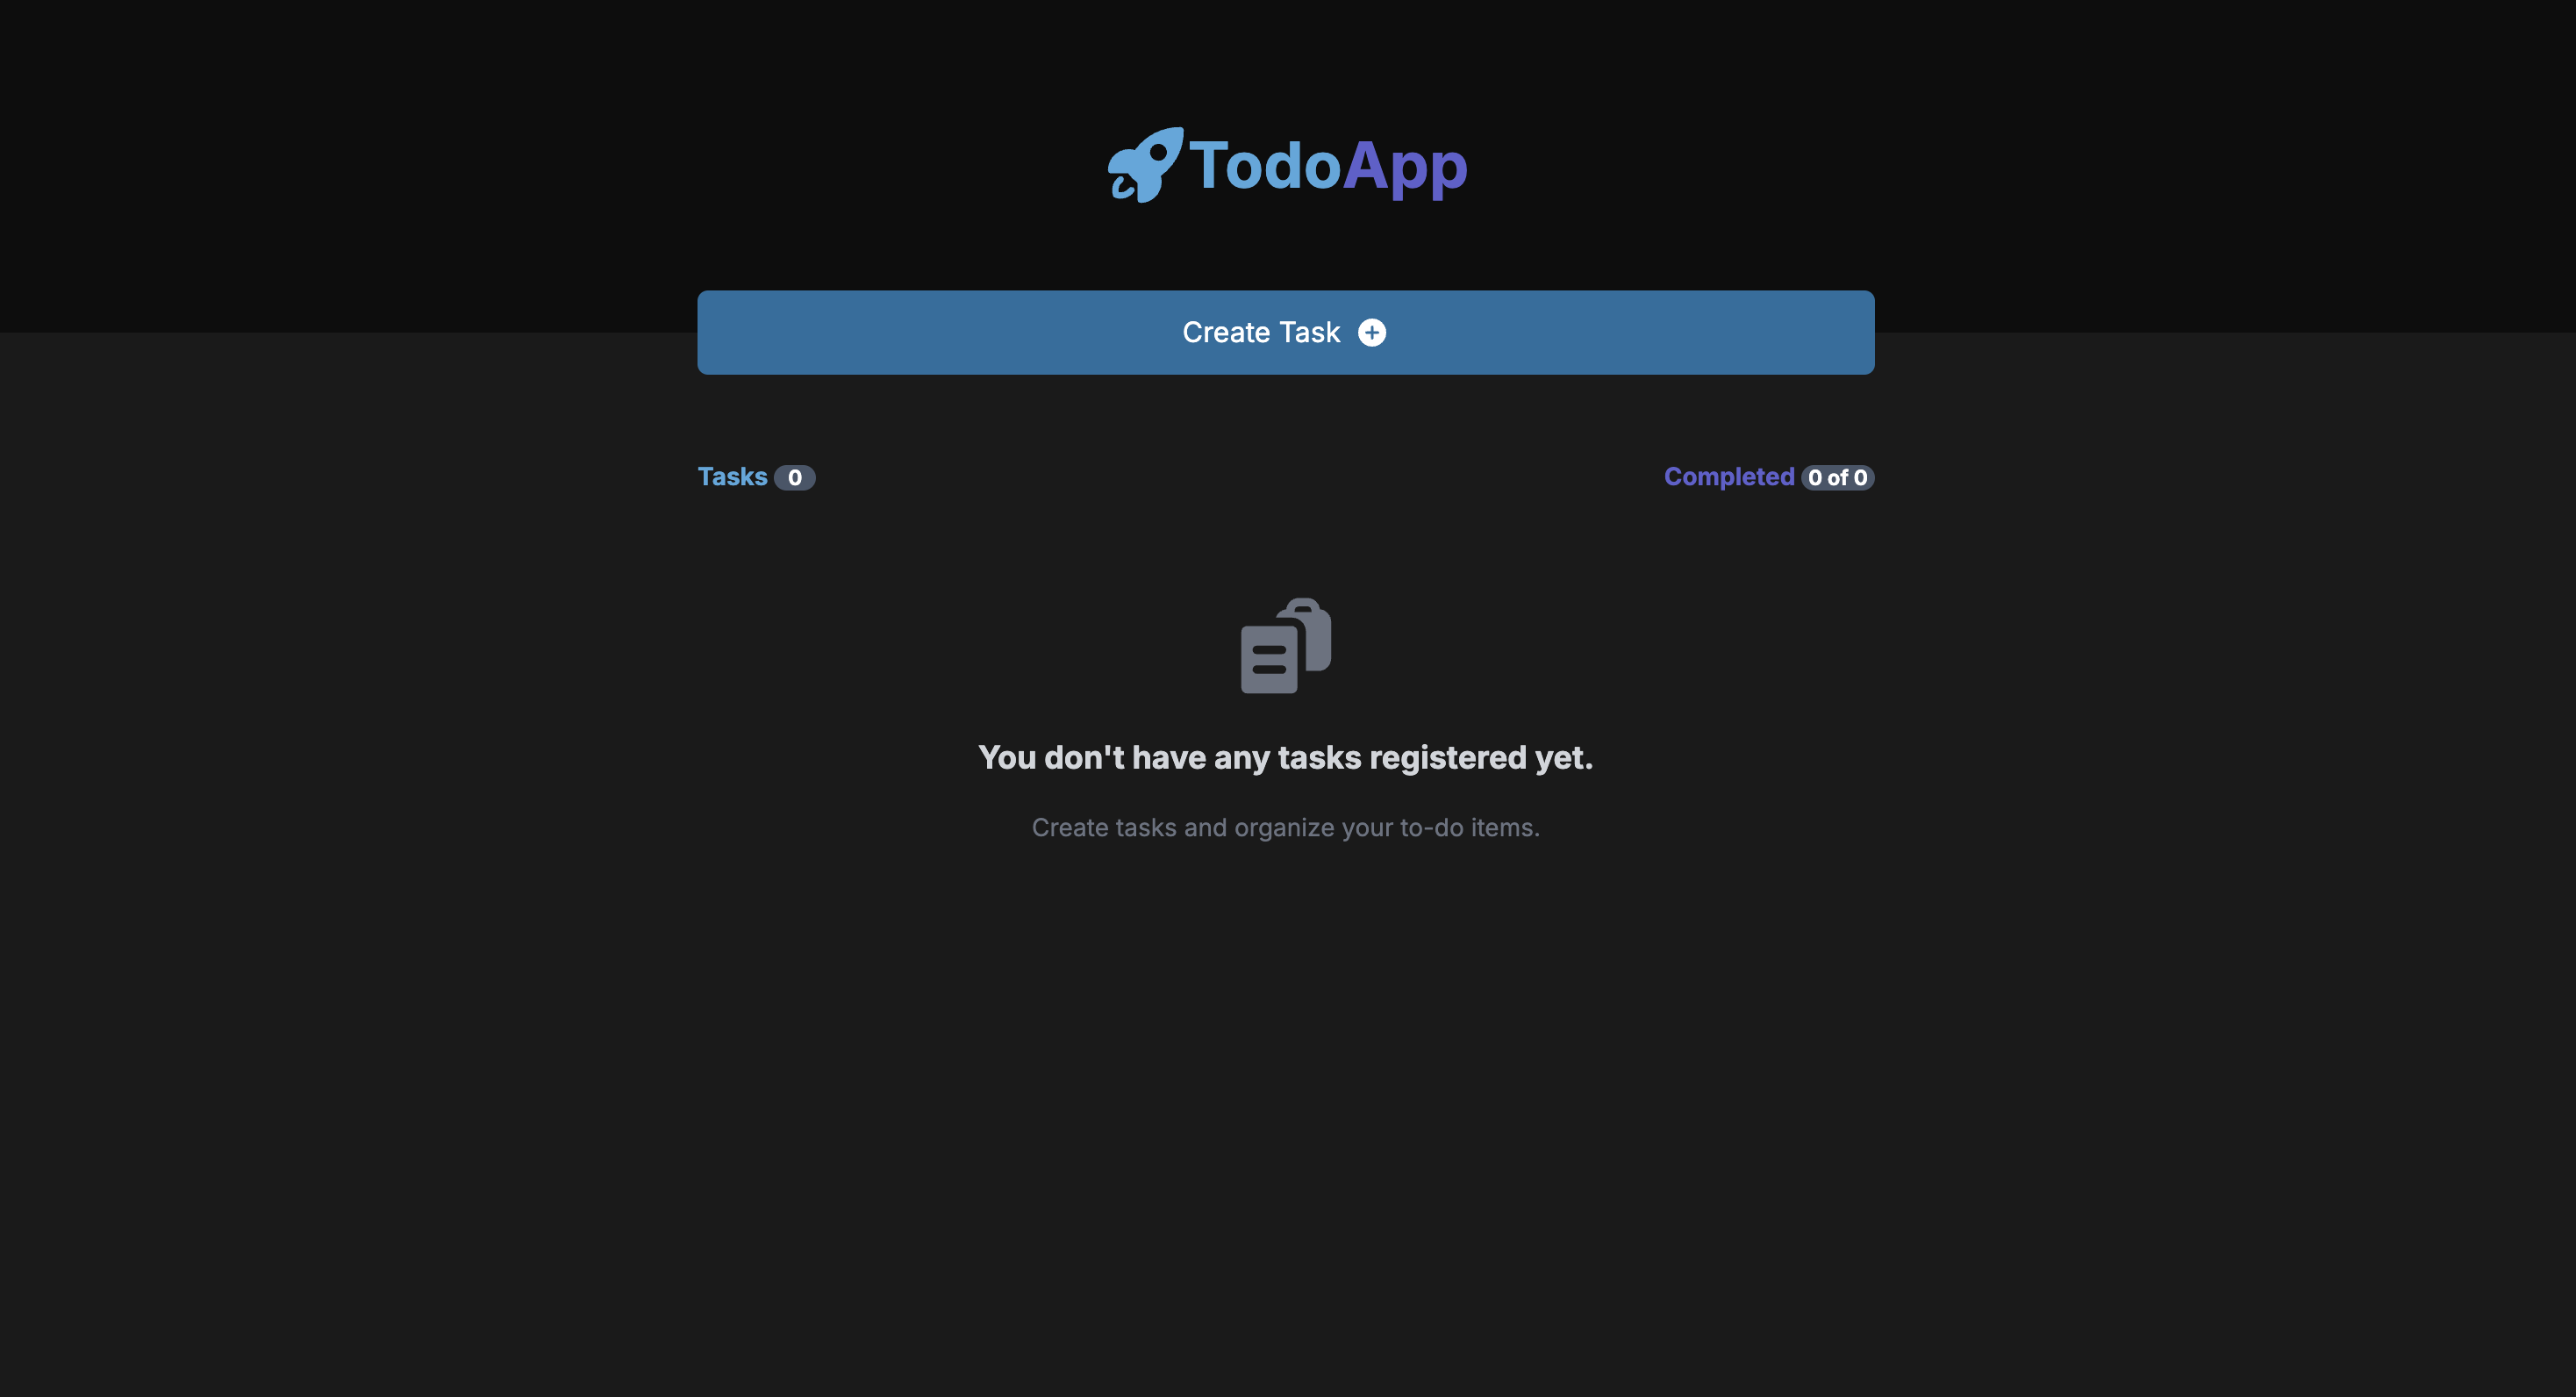 TodoApp
Create Task
Tasks 0
Completed 0 of 0
You don't have any tasks registered yet.
Create tasks and organize your to-do items.